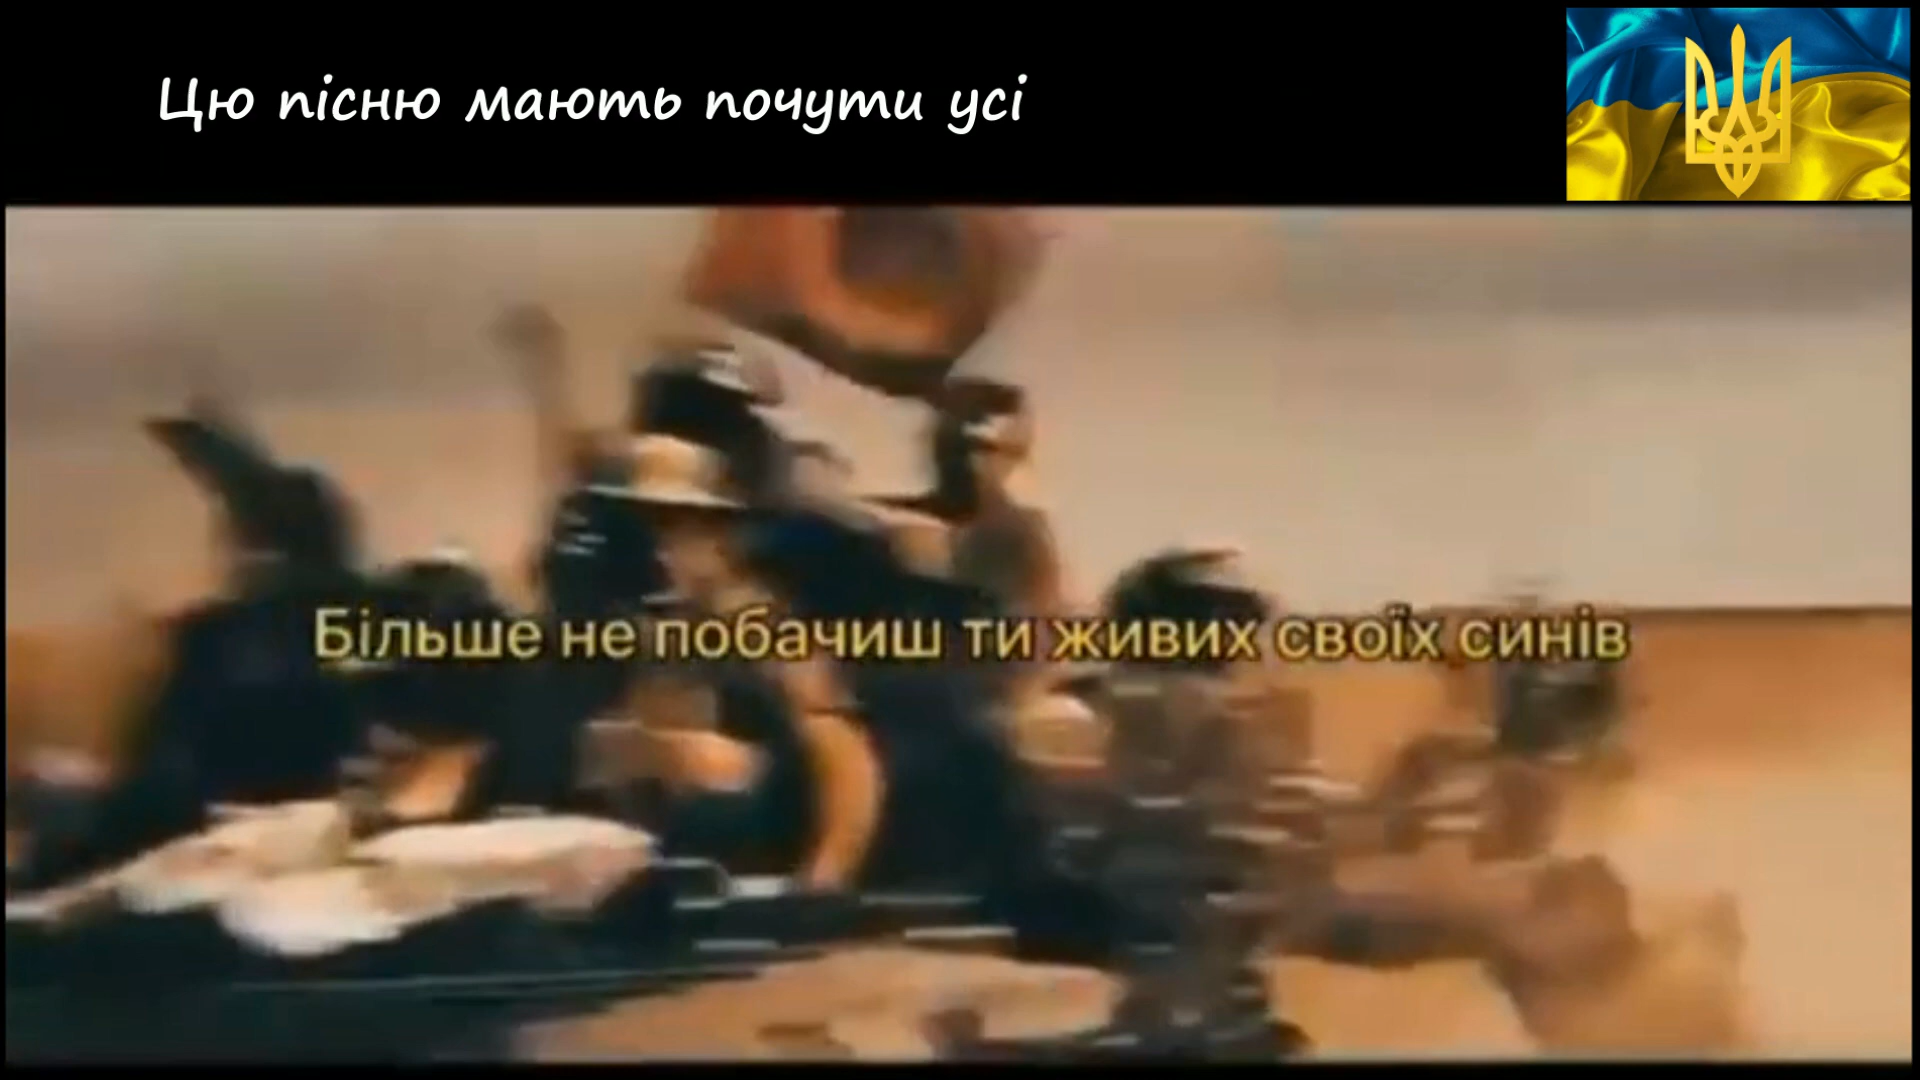 Цю пісню мають почути усі
Більше не побачиш ти живих своїх синів